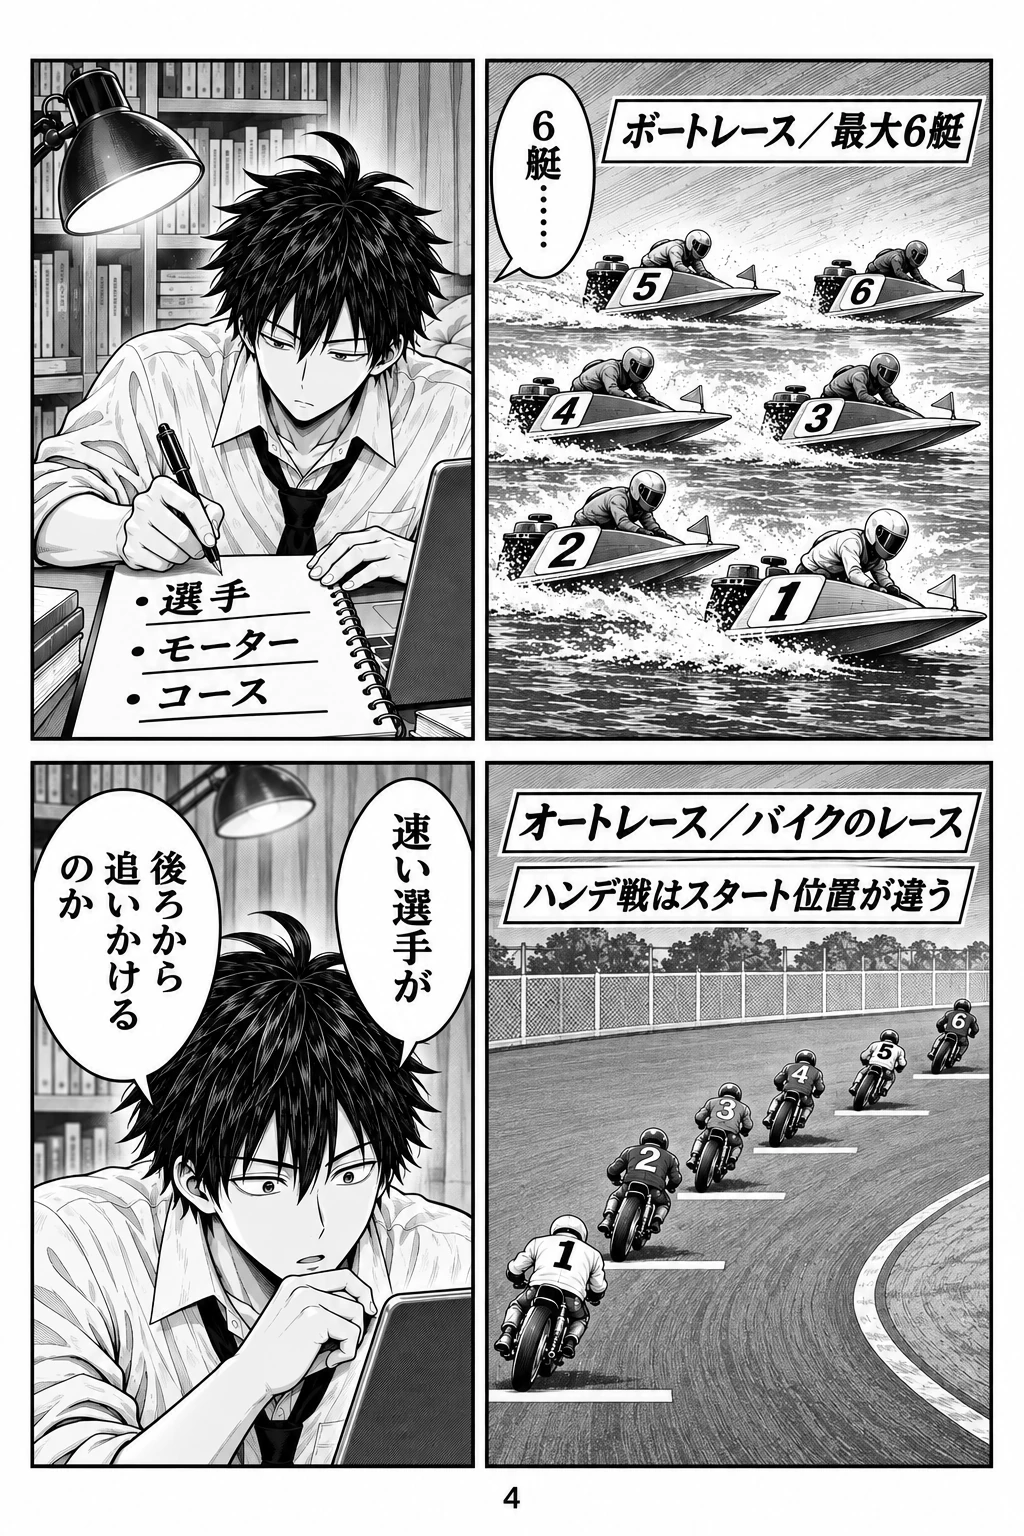 ボートレース／最大6艇
6艇……
5
6
4
3
2
1
・選手
・モーター
・コース
オートレース／バイクのレース
ハンデ戦はスタート位置が違う
6
5
4
3
2
1
速い選手が
後ろから
追いかける
のか
4